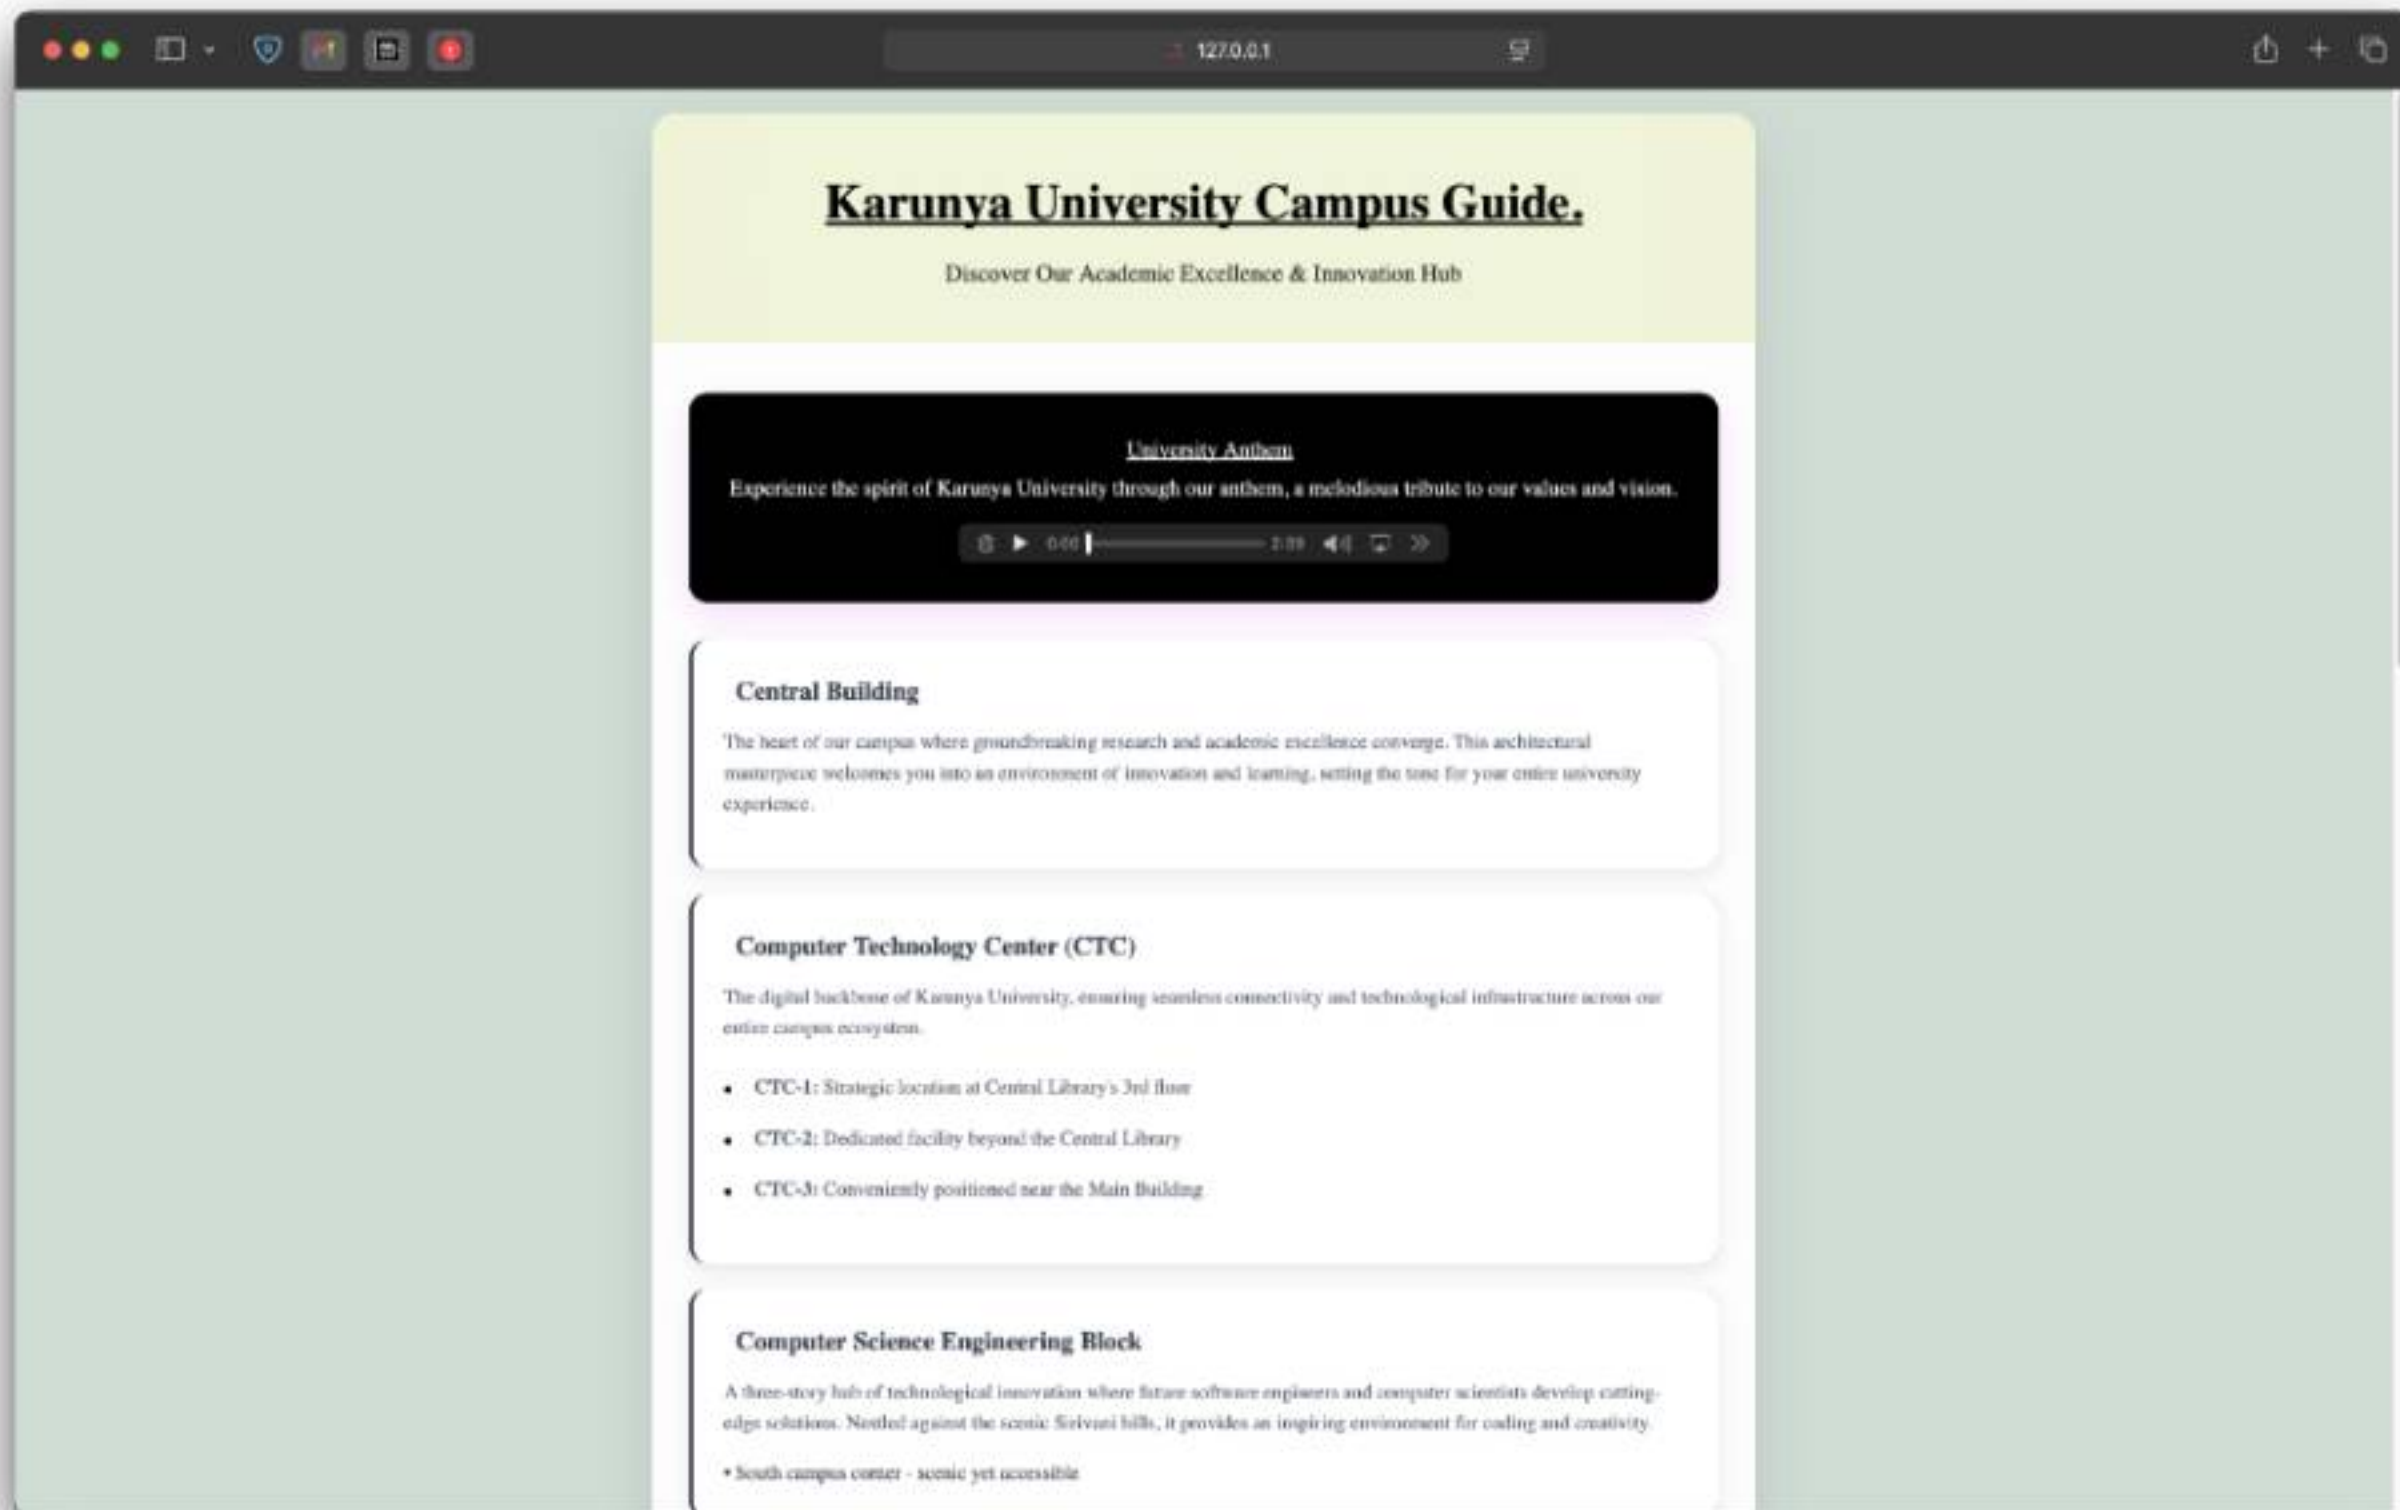 127.0.0.1
Karunya University Campus Guide.
Discover Our Academic Excellence & Innovation Hub
University Anthem
Experience the spirit of Karunya University through our anthem, a melodious tribute to our values and vision.
0:00
Central Building
The heart of our campus where groundbreaking research and academic excellence converge. This architectural
masterpiece welcomes you into an environment of innovation and learning, setting the tone for your entire university
experience.
Computer Technology Center (CTC)
The digital backbone of Karunya University, ensuring seamless connectivity and technological infrastructure across our
entire campus ecosystem.
• CTC-1: Strategic location at Central Library's 3rd floor
• CTC-2: Dedicated facility beyond the Central Library
• CTC-3: Conveniently positioned near the Main Building
Computer Science Engineering Block
A three-story hub of technological innovation where future software engineers and computer scientists develop cutting-
edge solutions. Nestled against the scenic Sirivani hills, it provides an inspiring environment for coding and creativity.
• South campus - scenic yet accessible